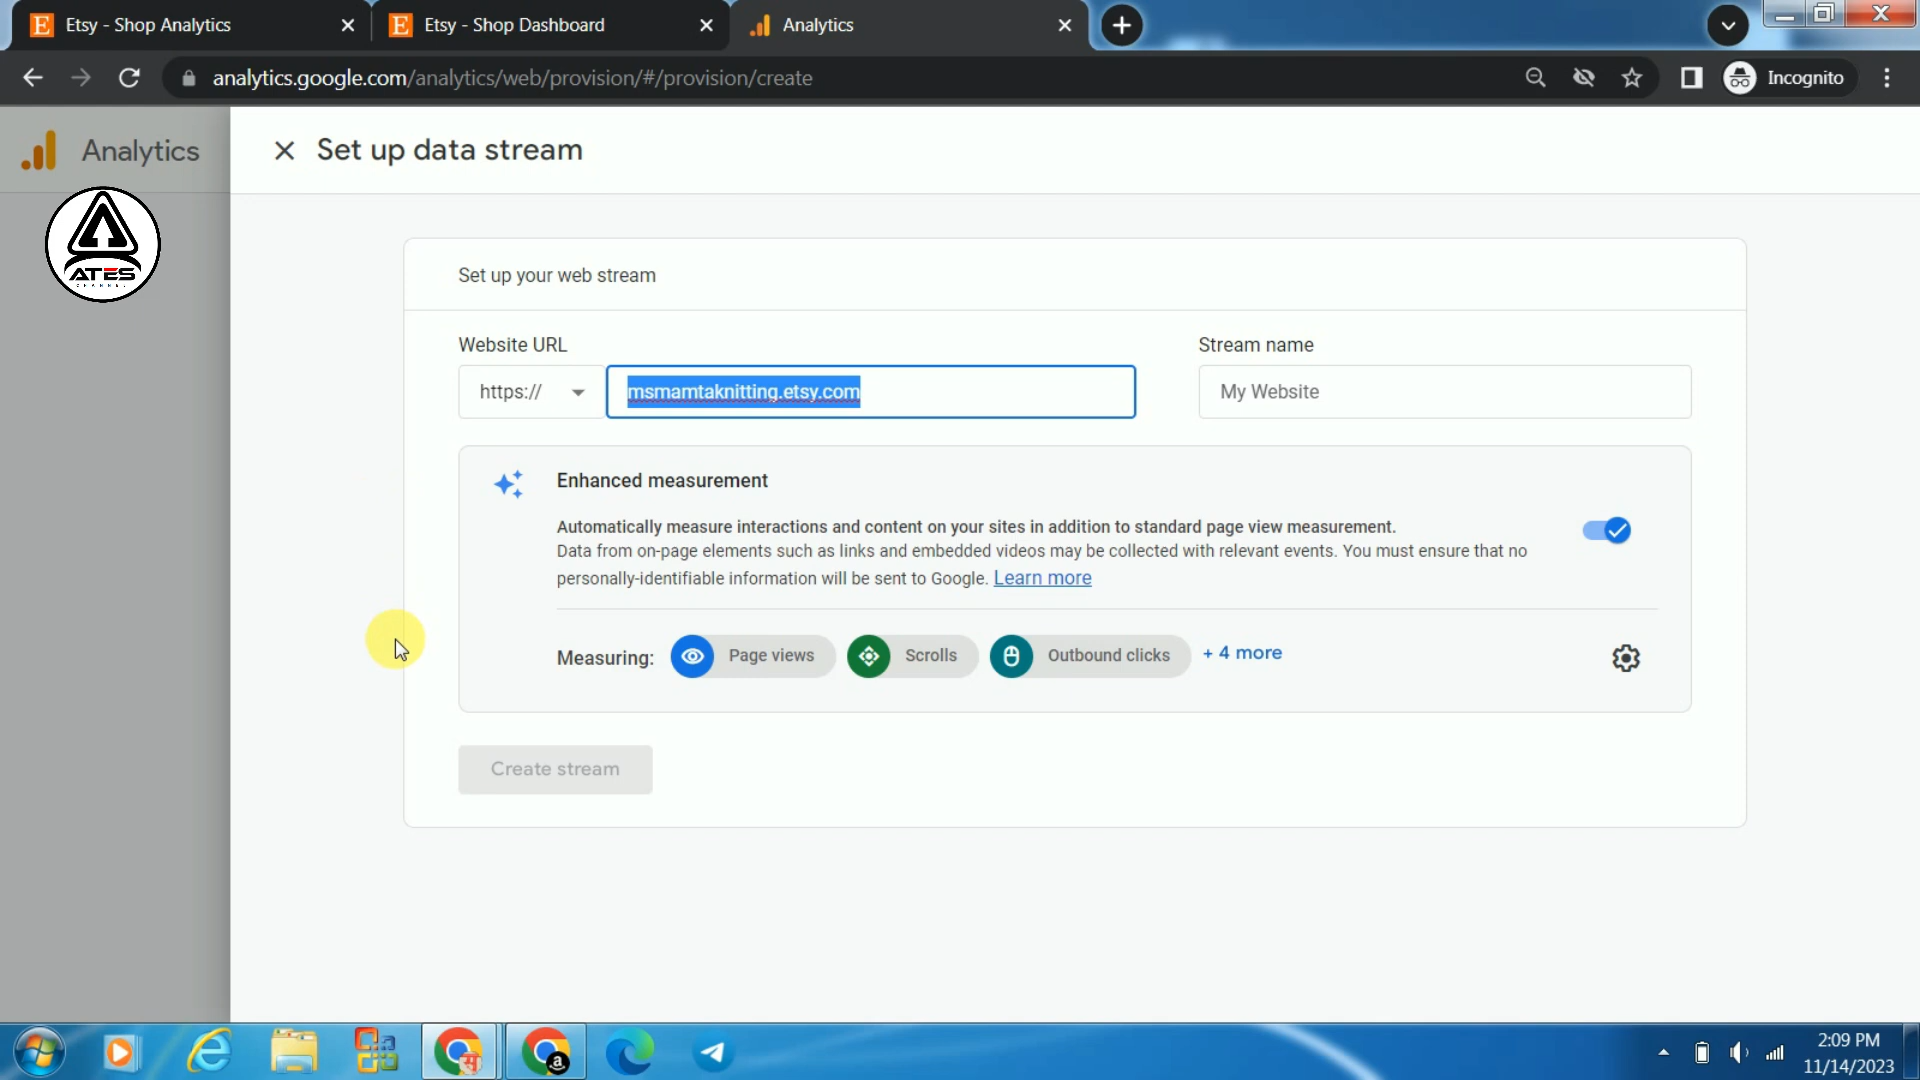 Etsy - Shop Analytics
Etsy - Shop Dashboard
Analytics
analytics.google.com/analytics/web/provision/#/provision/create
Incognito
Analytics
Set up data stream
ATES
CHANNEL
Set up your web stream
Website URL
Stream name
https://
msmamtaknitting.etsy.com
My Website
Enhanced measurement
Automatically measure interactions and content on your sites in addition to standard page view measurement.
Data from on-page elements such as links and embedded videos may be collected with relevant events. You must ensure that no
personally-identifiable information will be sent to Google. Learn more
Measuring:
Page views
Scrolls
Outbound clicks
+ 4 more
Create stream
2:09 PM
11/14/2023